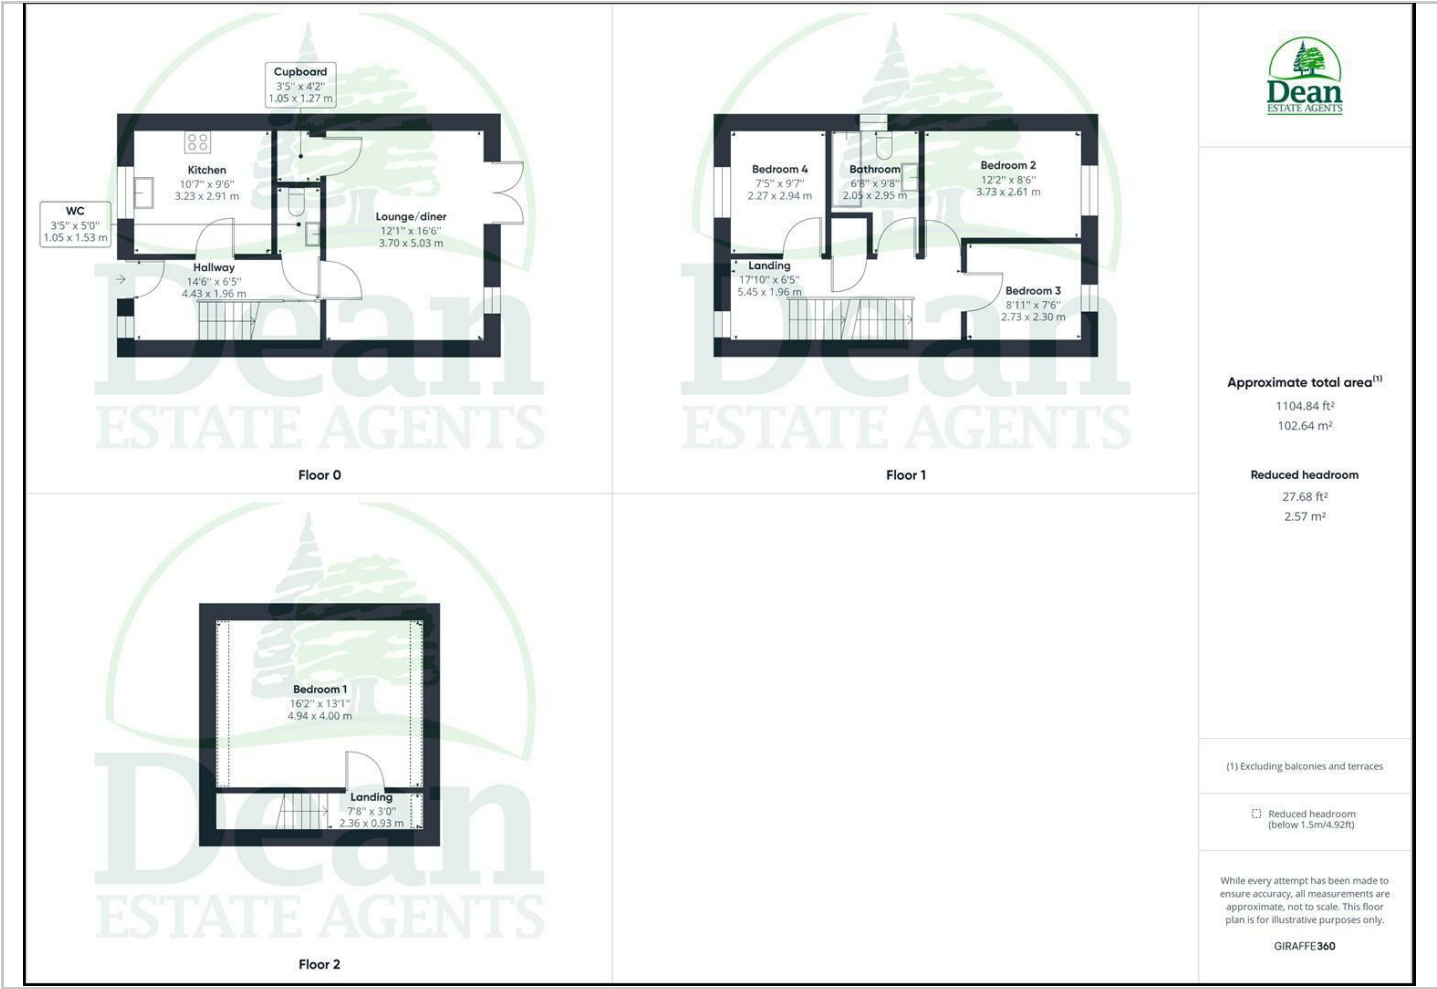 Cupboard
3'5" x 4'2"
1.05 x 1.27 m
Kitchen
10'7" x 9'6"
3.23 x 2.91 m
WC
3'5" x 5'0"
1.05 x 1.53 m
Lounge/diner
12'1" x 16'6"
3.70 x 5.03 m
Hallway
14'6" x 6'5"
4.43 x 1.96 m
Dean
ESTATE AGENTS
Floor 0
Bedroom 4
7'5" x 9'7"
2.27 x 2.94 m
Bathroom
6'8" x 9'8"
2.05 x 2.95 m
Bedroom 2
12'2" x 8'6"
3.73 x 2.61 m
Landing
17'10" x 6'5"
5.45 x 1.96 m
Bedroom 3
8'11" x 7'6"
2.73 x 2.30 m
Dean
ESTATE AGENTS
Floor 1
Bedroom 1
16'2" x 13'1"
4.94 x 4.00 m
Landing
7'8" x 3'0"
2.36 x 0.93 m
Dean
ESTATE AGENTS
Floor 2
Dean
ESTATE AGENTS
Approximate total area(1)
1104.84 ft²
102.64 m²
Reduced headroom
27.68 ft²
2.57 m²
(1) Excluding balconies and terraces
Reduced headroom
(below 1.5m/4.92ft)
While every attempt has been made to
ensure accuracy, all measurements are
approximate, not to scale. This floor
plan is for illustrative purposes only.
GIRAFFE360